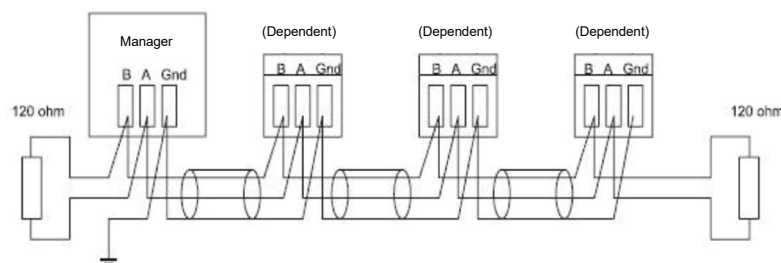 Manager
(Dependent)
(Dependent)
(Dependent)
B A Gnd
B A Gnd
B A Gnd
B A Gnd
120 ohm
120 ohm